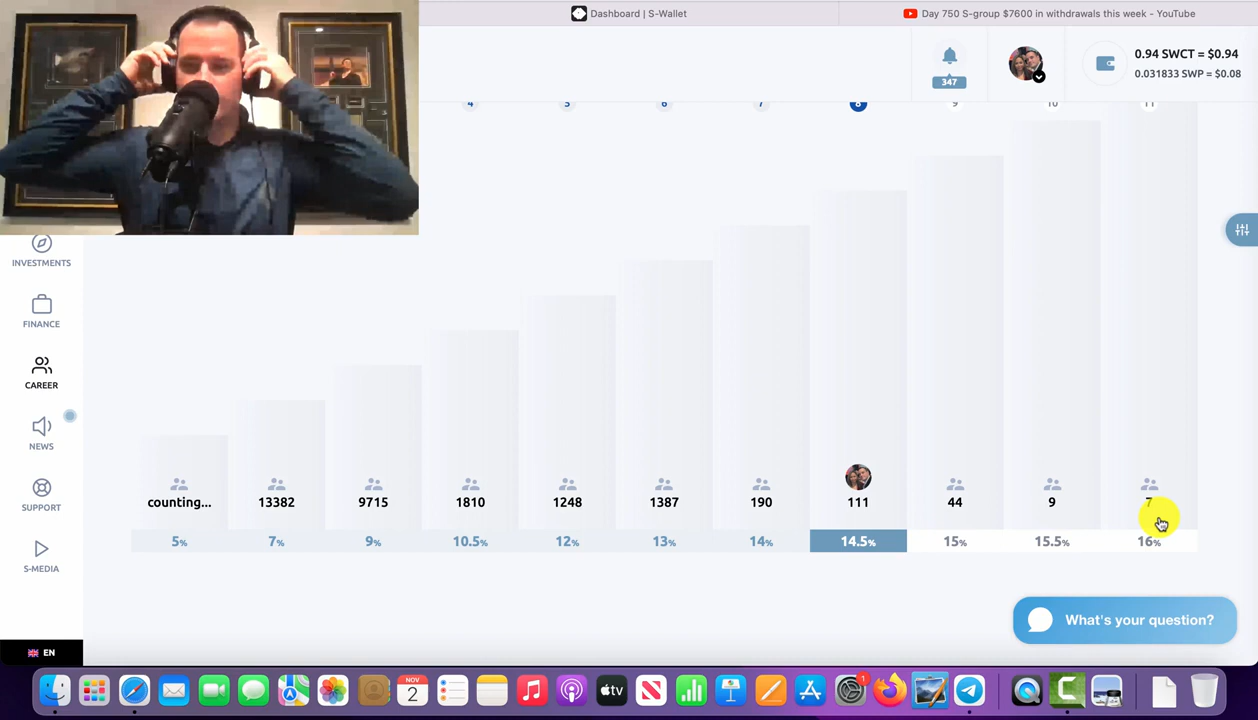 Dashboard | S-Wallet
Day 750 S-group $7600 in withdrawals this week - YouTube
347
0.94 SWCT = $0.94
0.031833 SWP = $0.08
4 5 6 7 8 9 10 11
INVESTMENTS
FINANCE
CAREER
NEWS
SUPPORT
S-MEDIA
EN
counting... 13382 9715 1810 1248 1387 190 111 44 9 7
5% 7% 9% 10.5% 12% 13% 14% 14.5% 15% 15.5% 16%
What's your question?
NOV
2
tv
1
C